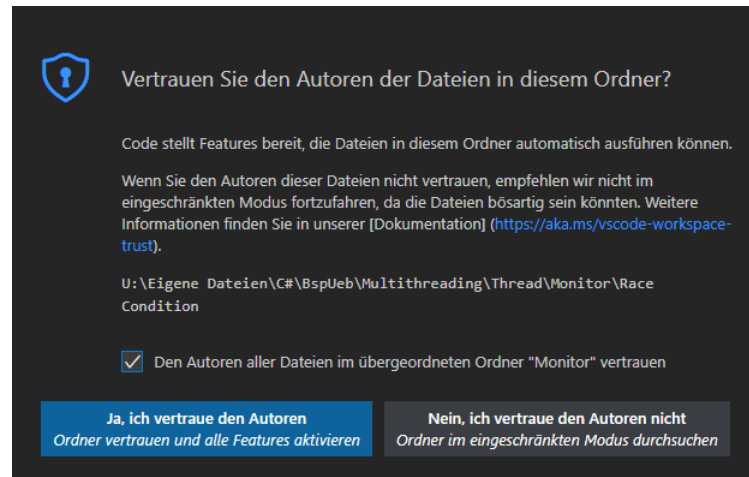 Vertrauen Sie den Autoren der Dateien in diesem Ordner?
Code stellt Features bereit, die Dateien in diesem Ordner automatisch ausführen können.
Wenn Sie den Autoren dieser Dateien nicht vertrauen, empfehlen wir nicht im
eingeschränkten Modus fortzufahren, da die Dateien bösartig sein könnten. Weitere
Informationen finden Sie in unserer [Dokumentation] (https://aka.ms/vscode-workspace-
trust).
U:\Eigene Dateien\C#\BspUeb\Multithreading\Thread\Monitor\Race
Condition
Den Autoren aller Dateien im übergeordneten Ordner "Monitor" vertrauen
Ja, ich vertraue den Autoren
Ordner vertrauen und alle Features aktivieren
Nein, ich vertraue den Autoren nicht
Ordner im eingeschränkten Modus durchsuchen